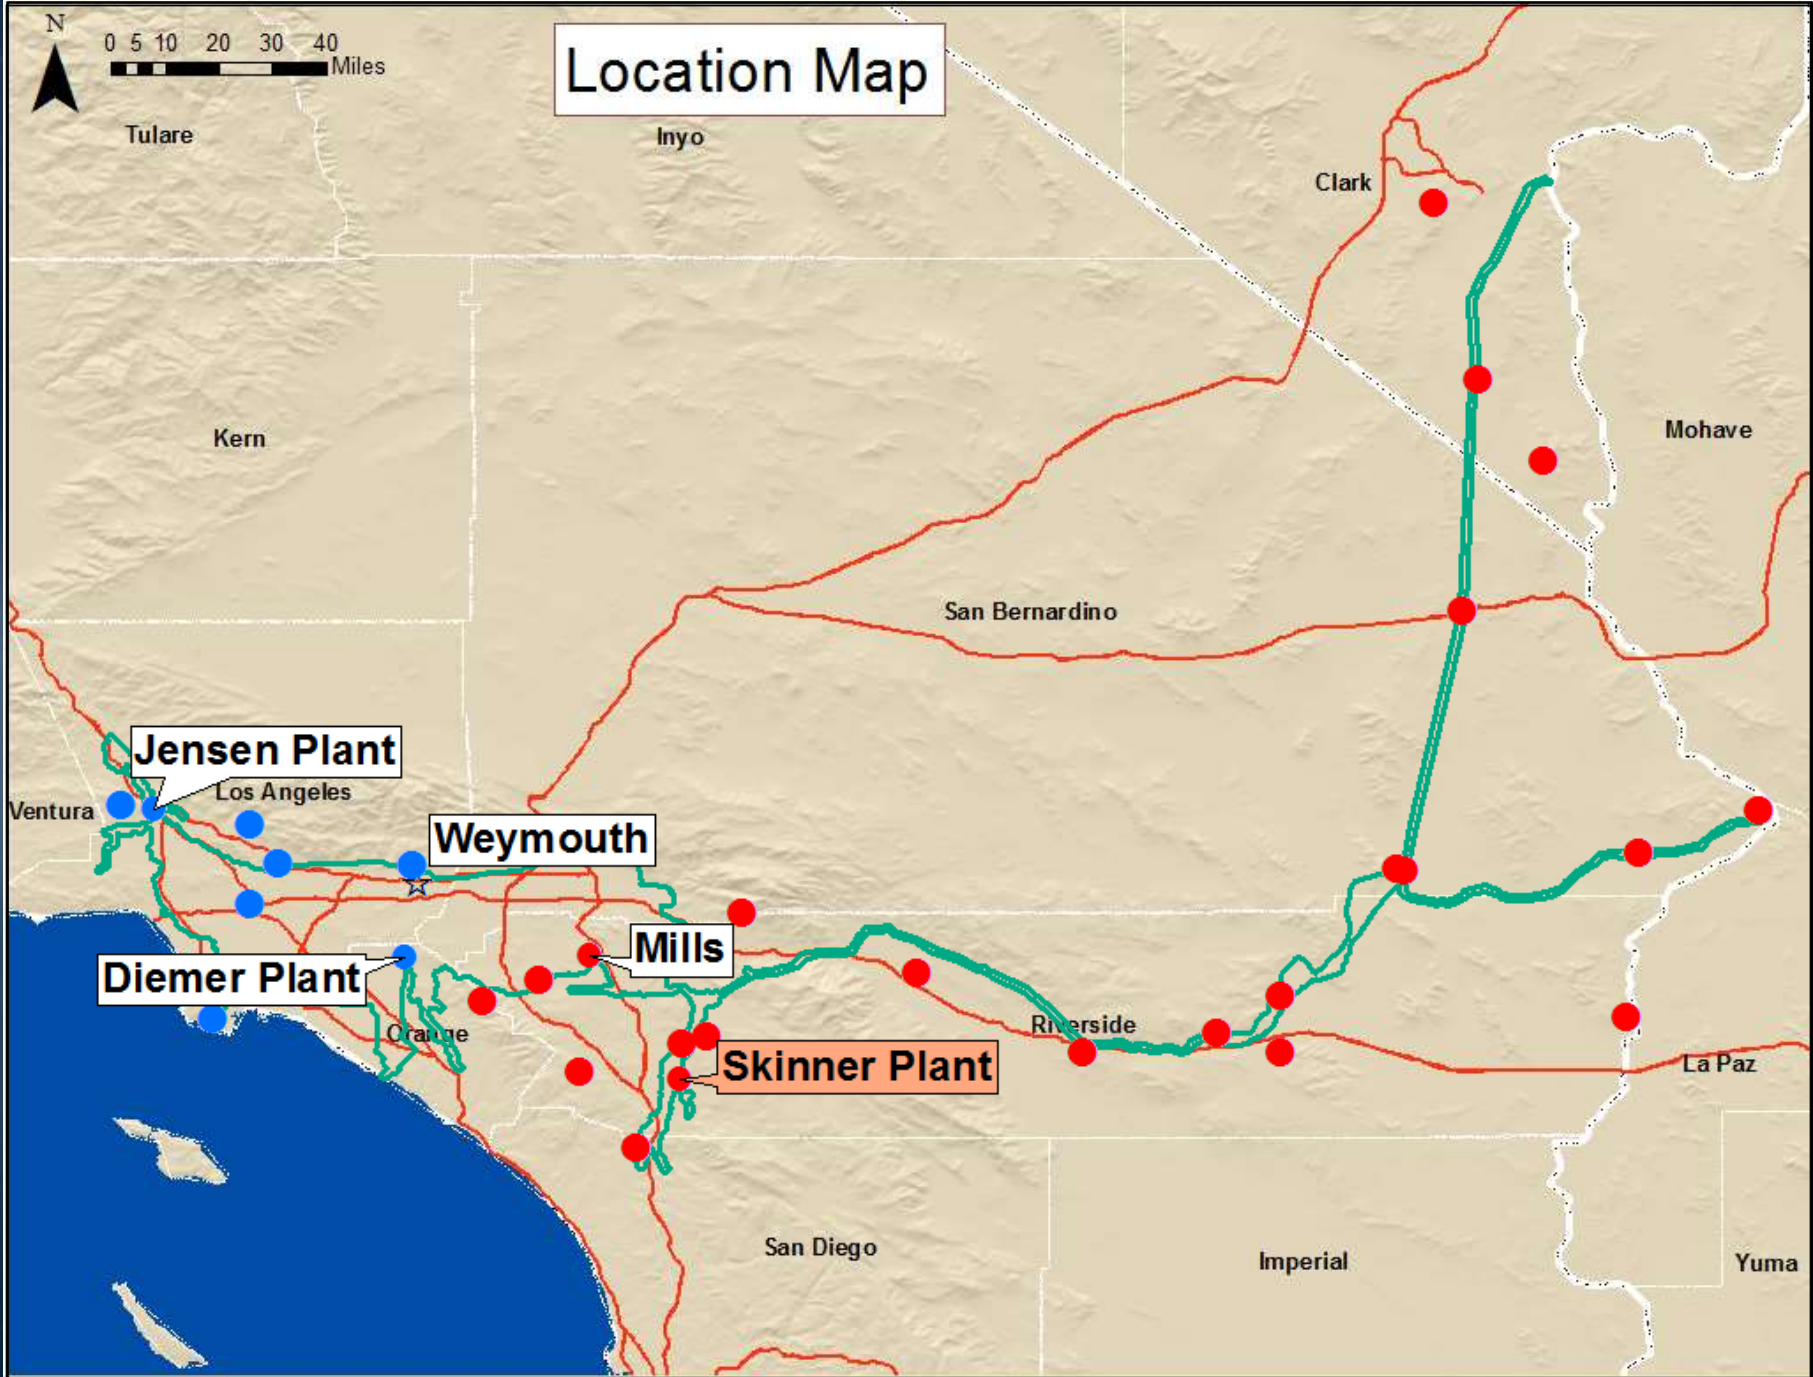 N
0 5 10 20 30 40
Miles
Location Map
Tulare
Inyo
Clark
Kern
Mohave
San Bernardino
Jensen Plant
Los Angeles
Ventura
Weymouth
Mills
Diemer Plant
Orange
Riverside
Skinner Plant
La Paz
San Diego
Imperial
Yuma